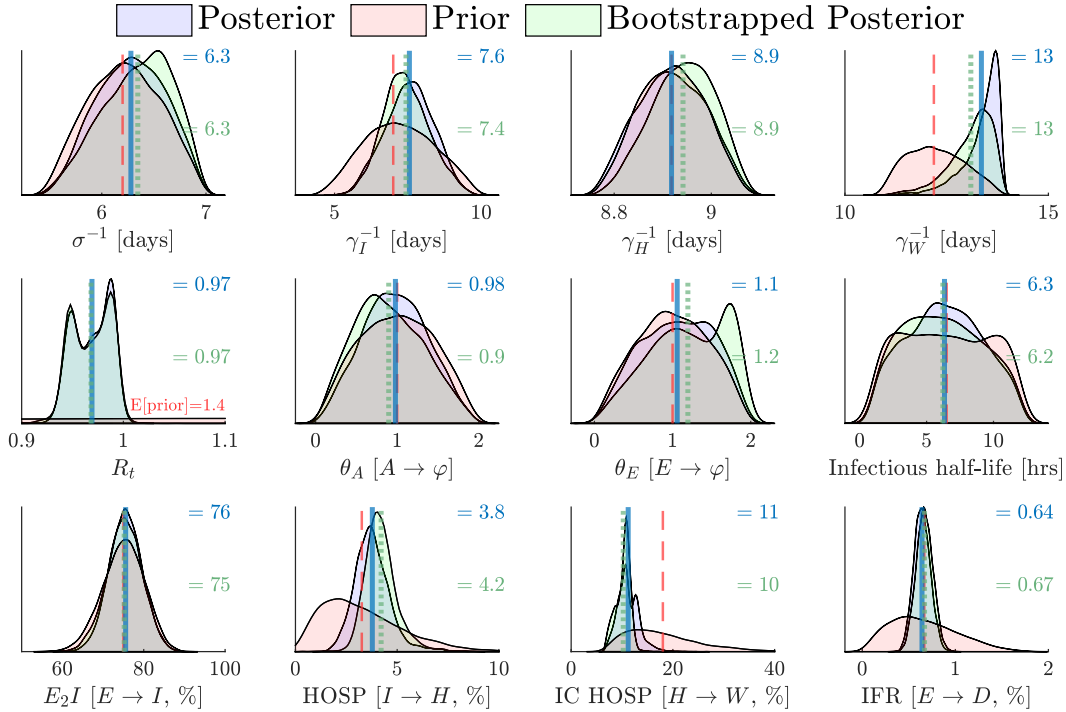 Posterior Prior Bootstrapped Posterior
= 6.3
= 6.3
6 7
σ⁻¹ [days]
= 7.6
= 7.4
5 10
γ_I⁻¹ [days]
= 8.9
= 8.9
8.8 9
γ_H⁻¹ [days]
= 13
= 13
10 15
γ_W⁻¹ [days]
= 0.97
= 0.97
E[prior]=1.4
0.9 1 1.1
R_t
= 0.98
= 0.9
0 1 2
θ_A [A → φ]
= 1.1
= 1.2
0 1 2
θ_E [E → φ]
= 6.3
= 6.2
0 5 10
Infectious half-life [hrs]
= 76
= 75
60 80 100
E₂I [E → I, %]
= 3.8
= 4.2
0 5 10
HOSP [I → H, %]
= 11
= 10
0 20 40
IC HOSP [H → W, %]
= 0.64
= 0.67
0 1 2
IFR [E → D, %]